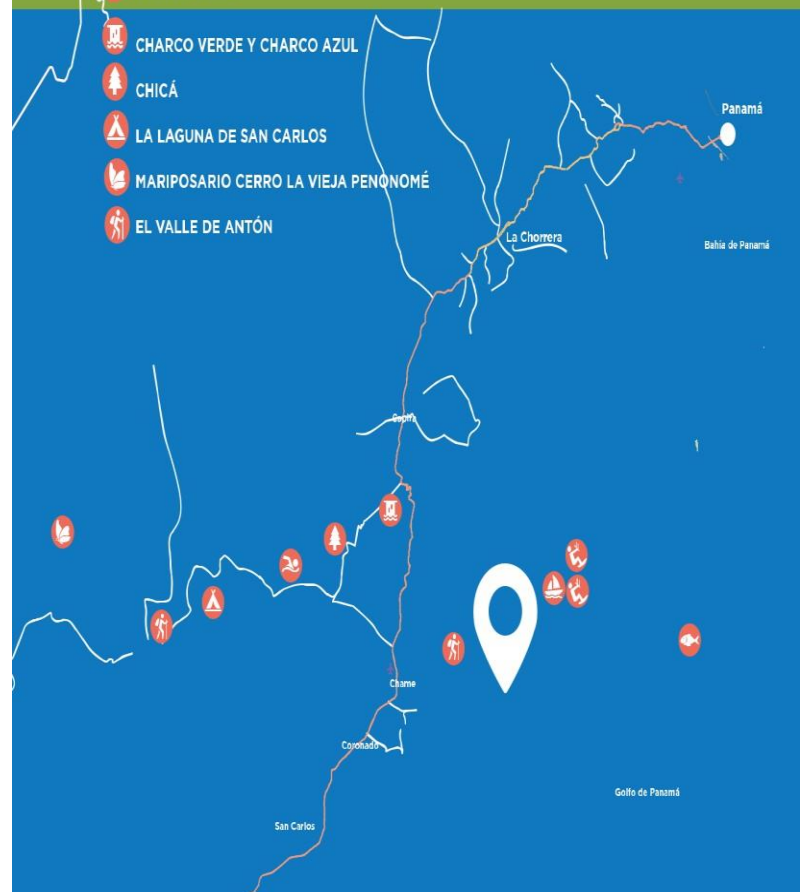 CHARCO VERDE Y CHARCO AZUL
CHICÁ
LA LAGUNA DE SAN CARLOS
MARIPOSARIO CERRO LA VIEJA PENONOMÉ
EL VALLE DE ANTÓN
Panamá
La Chorrera
Bahía de Panamá
Chame
Coronado
Golfo de Panamá
San Carlos